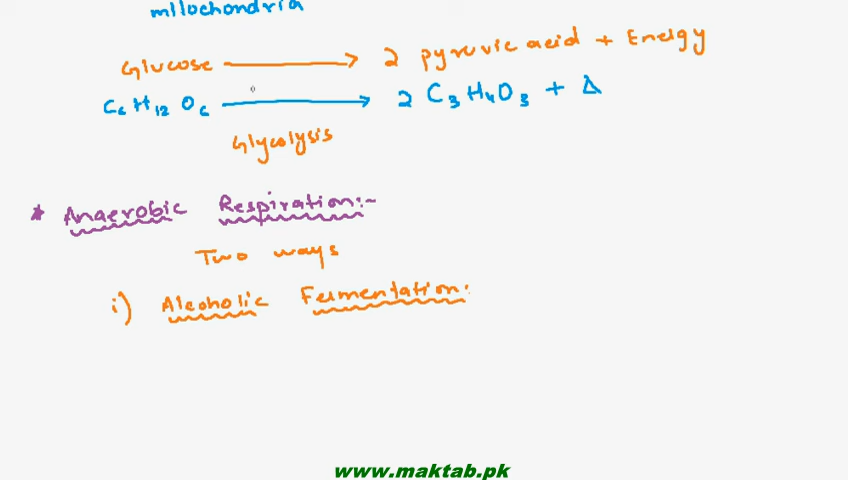 mitochondria
Glucose ⟶ 2 pyruvic acid + Energy
C₆H₁₂O₆ ⟶ 2 C₃H₄O₃ + Δ
Glycolysis
* Anaerobic Respiration:-
Two ways
i) Alcoholic Fermentation:
www.maktab.pk